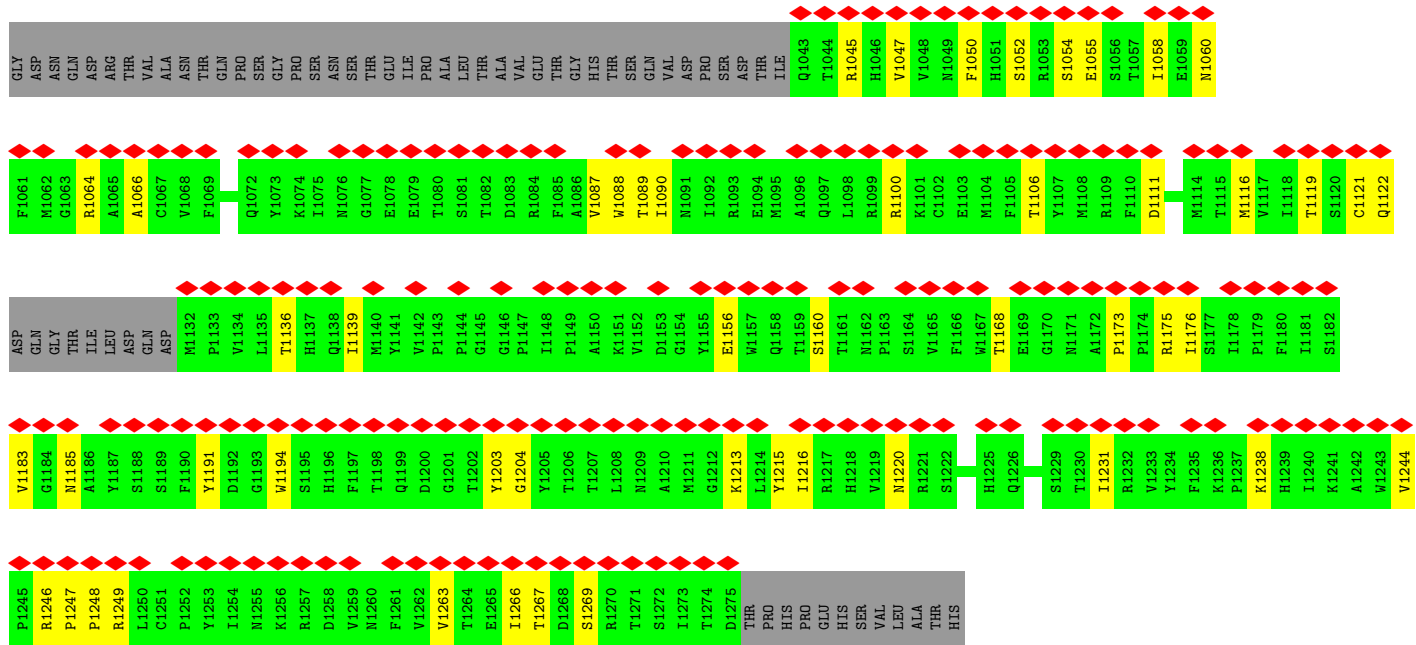 GLY ASP ASN GLN ASP ARG THR VAL ALA ASN THR GLN PRO SER GLY PRO SER ASN SER THR GLU ILE PRO ALA LEU THR ALA VAL GLU THR GLY HIS THR SER GLN VAL ASP PRO SER ASP THR ILE Q1043 T1044 R1045 H1046 V1047 V1048 N1049 F1050 H1051 S1052 R1053 S1054 E1055 S1056 T1057 I1058 E1059 N1060
F1061 M1062 G1063 R1064 A1065 A1066 C1067 V1068 F1069 Q1072 Y1073 K1074 I1075 N1076 G1077 E1078 E1079 T1080 S1081 T1082 D1083 R1084 F1085 A1086 V1087 W1088 T1089 I1090 N1091 I1092 R1093 E1094 M1095 A1096 Q1097 L1098 R1099 R1100 K1101 C1102 E1103 M1104 F1105 T1106 Y1107 M1108 R1109 F1110 D1111 M1114 T1115 M1116 V1117 I1118 T1119 S1120 C1121 Q1122
ASP GLN GLY THR ILE LEU ASP GLN ASP M1132 P1133 V1134 L1135 T1136 H1137 Q1138 I1139 M1140 Y1141 V1142 P1143 P1144 G1145 G1146 P1147 I1148 P1149 A1150 K1151 V1152 D1153 G1154 Y1155 E1156 W1157 Q1158 T1159 S1160 T1161 N1162 P1163 S1164 V1165 F1166 W1167 T1168 E1169 G1170 N1171 A1172 P1173 P1174 R1175 I1176 S1177 I1178 P1179 F1180 I1181 S1182
V1183 G1184 N1185 A1186 Y1187 S1188 S1189 F1190 Y1191 D1192 G1193 W1194 S1195 H1196 F1197 T1198 Q1199 D1200 G1201 T1202 Y1203 G1204 Y1205 T1206 T1207 L1208 N1209 A1210 M1211 G1212 K1213 L1214 Y1215 I1216 R1217 H1218 V1219 N1220 R1221 S1222 H1225 Q1226 S1229 T1230 I1231 R1232 V1233 Y1234 F1235 K1236 P1237 K1238 H1239 I1240 K1241 A1242 W1243 V1244
P1245 R1246 P1247 P1248 R1249 L1250 C1251 P1252 Y1253 I1254 N1255 K1256 R1257 D1258 V1259 N1260 F1261 V1262 V1263 T1264 E1265 I1266 T1267 D1268 S1269 R1270 T1271 S1272 I1273 T1274 D1275 THR PRO HIS PRO GLU HIS SER VAL LEU ALA THR HIS